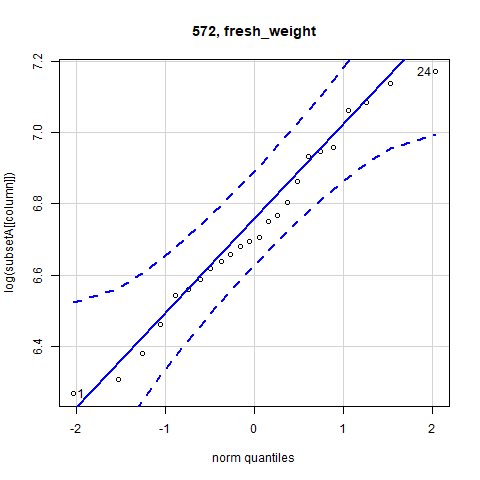 572, fresh_weight
log(subsetA[[column]])
7.2
7.0
6.8
6.6
6.4
24
1
-2 -1 0 1 2
norm quantiles